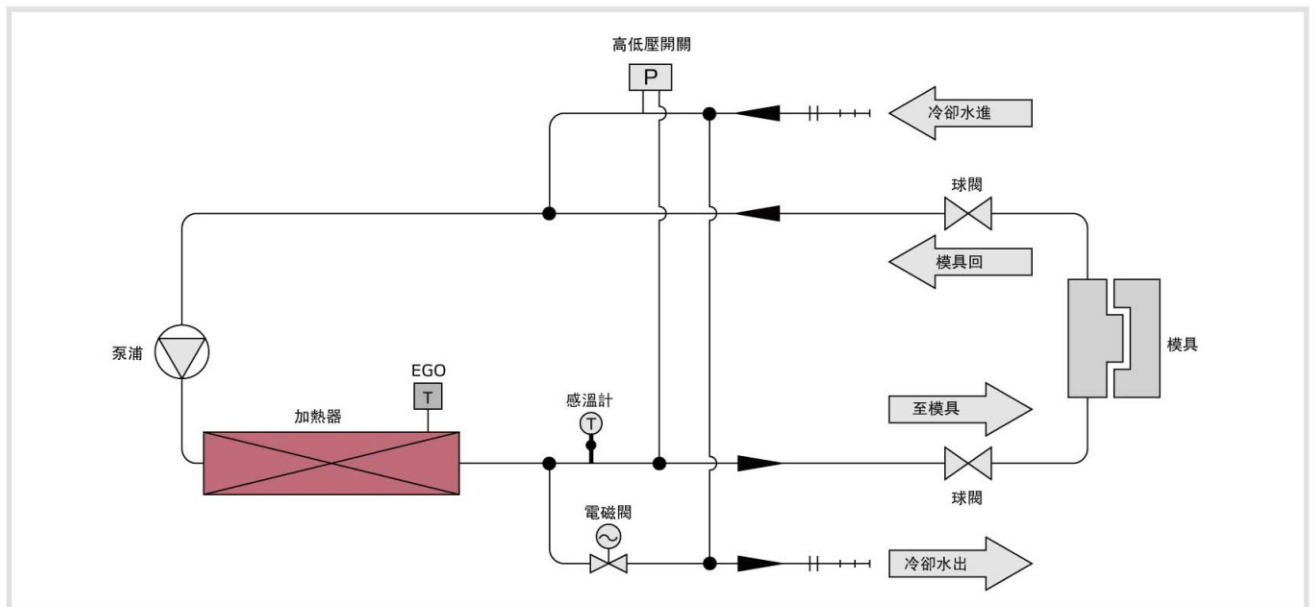 高低壓開關
P
冷卻水進
球閥
模具回
泵浦
模具
EGO
T
加熱器
感溫計
T
至模具
球閥
電磁閥
冷卻水出